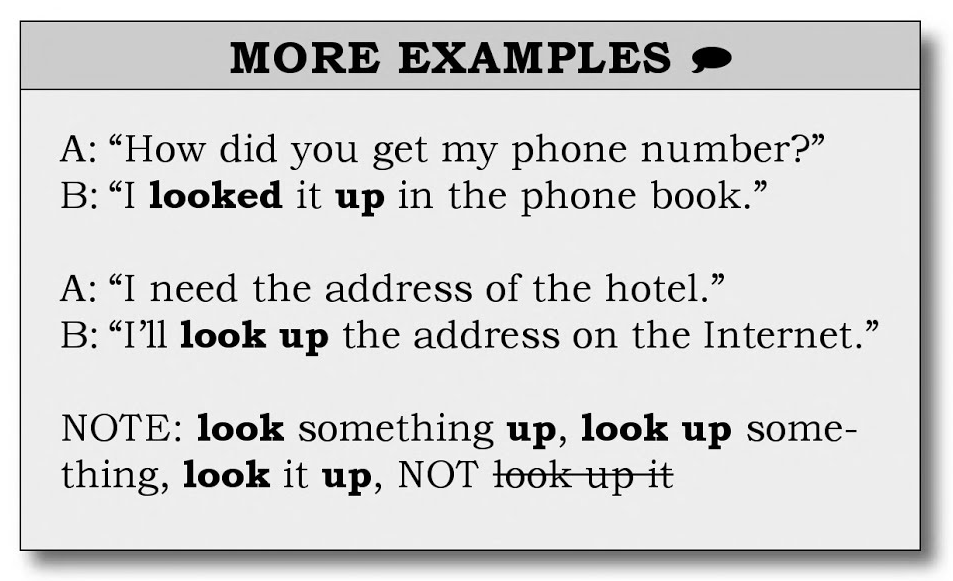 MORE EXAMPLES
A: “How did you get my phone number?”
B: “I looked it up in the phone book.”
A: “I need the address of the hotel.”
B: “I’ll look up the address on the Internet.”
NOTE: look something up, look up some-
thing, look it up, NOT look up it